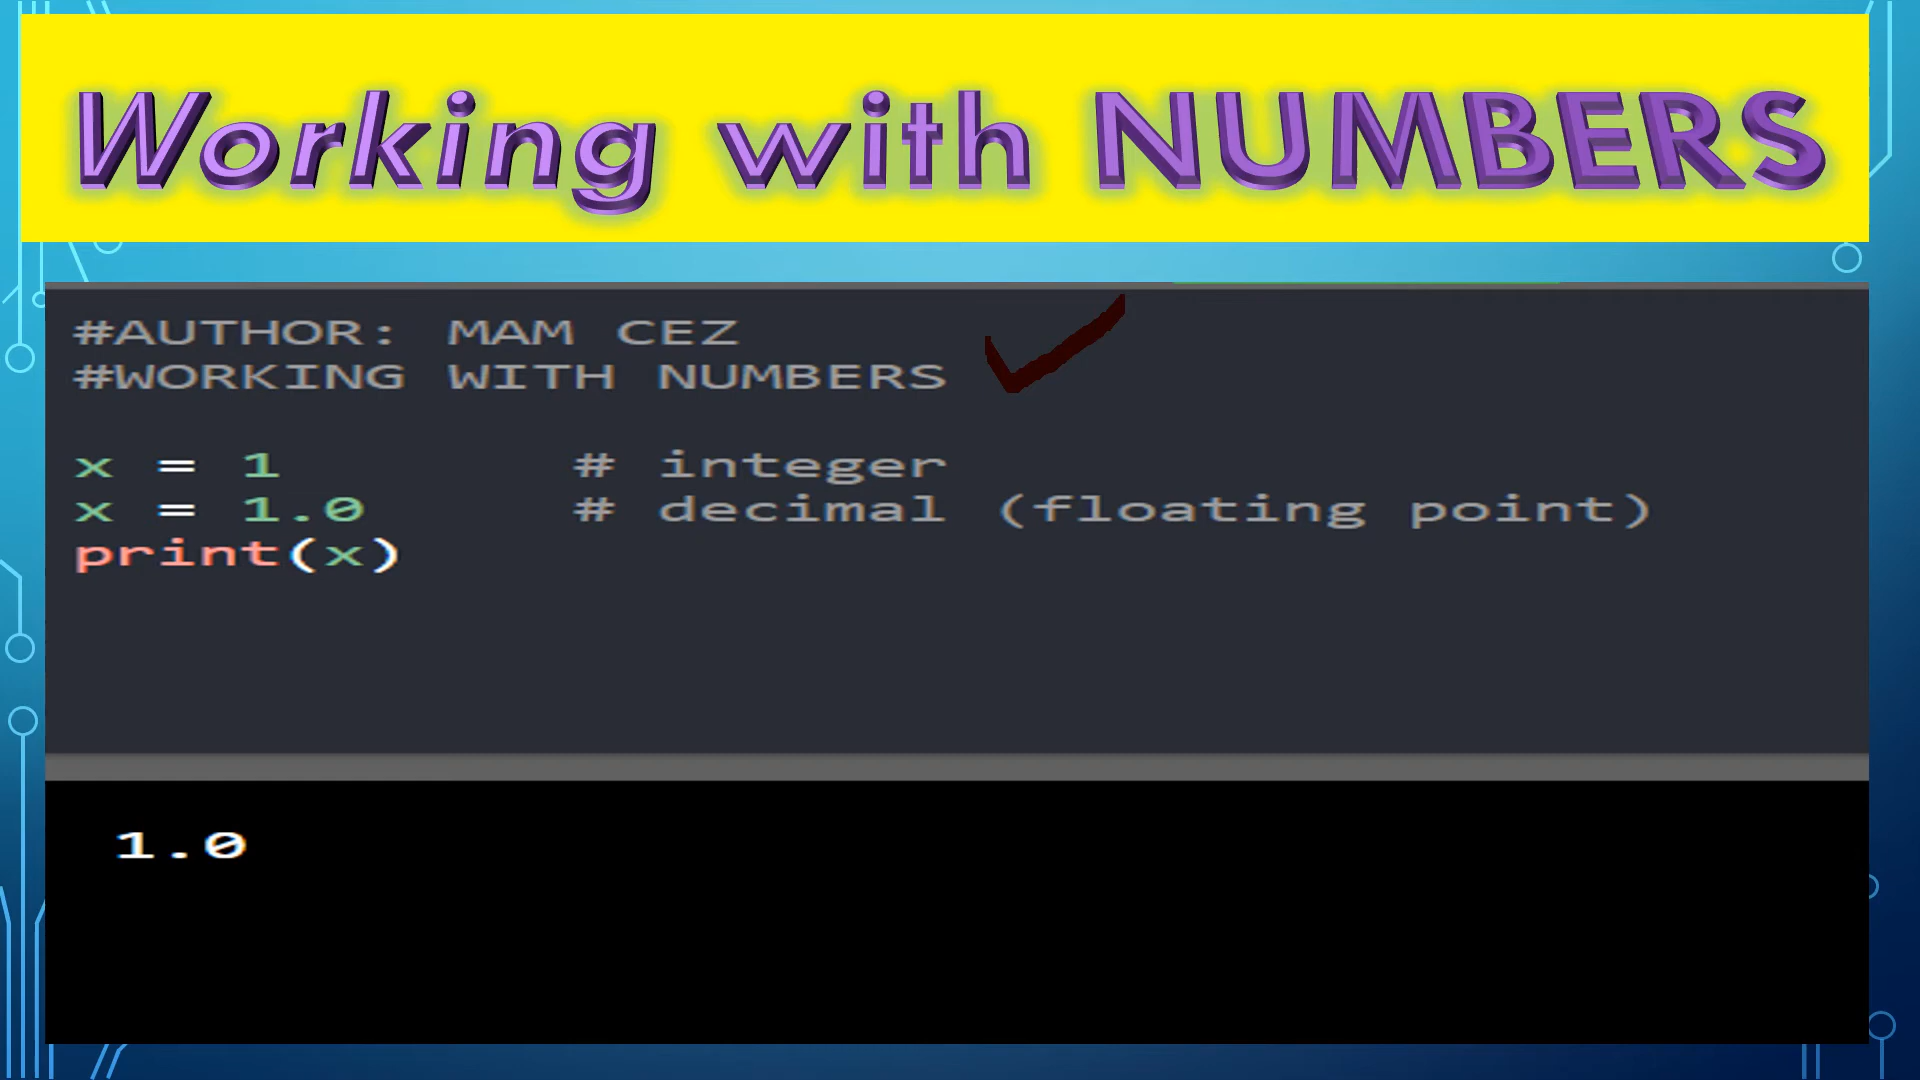 Working with NUMBERS
#AUTHOR: MAM CEZ
#WORKING WITH NUMBERS
x = 1 # integer
x = 1.0 # decimal (floating point)
print(x)
1.0